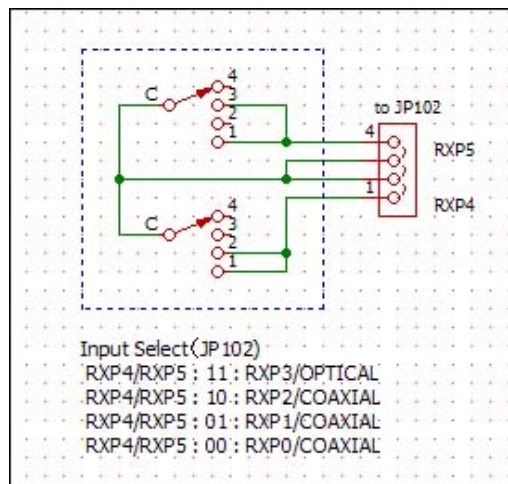 4
C
3
2
1
to JP102
4
RXP5
1
RXP4
4
C
3
2
1
Input Select(JP102)
RXP4/RXP5 : 11 : RXP3/OPTICAL
RXP4/RXP5 : 10 : RXP2/COAXIAL
RXP4/RXP5 : 01 : RXP1/COAXIAL
RXP4/RXP5 : 00 : RXP0/COAXIAL